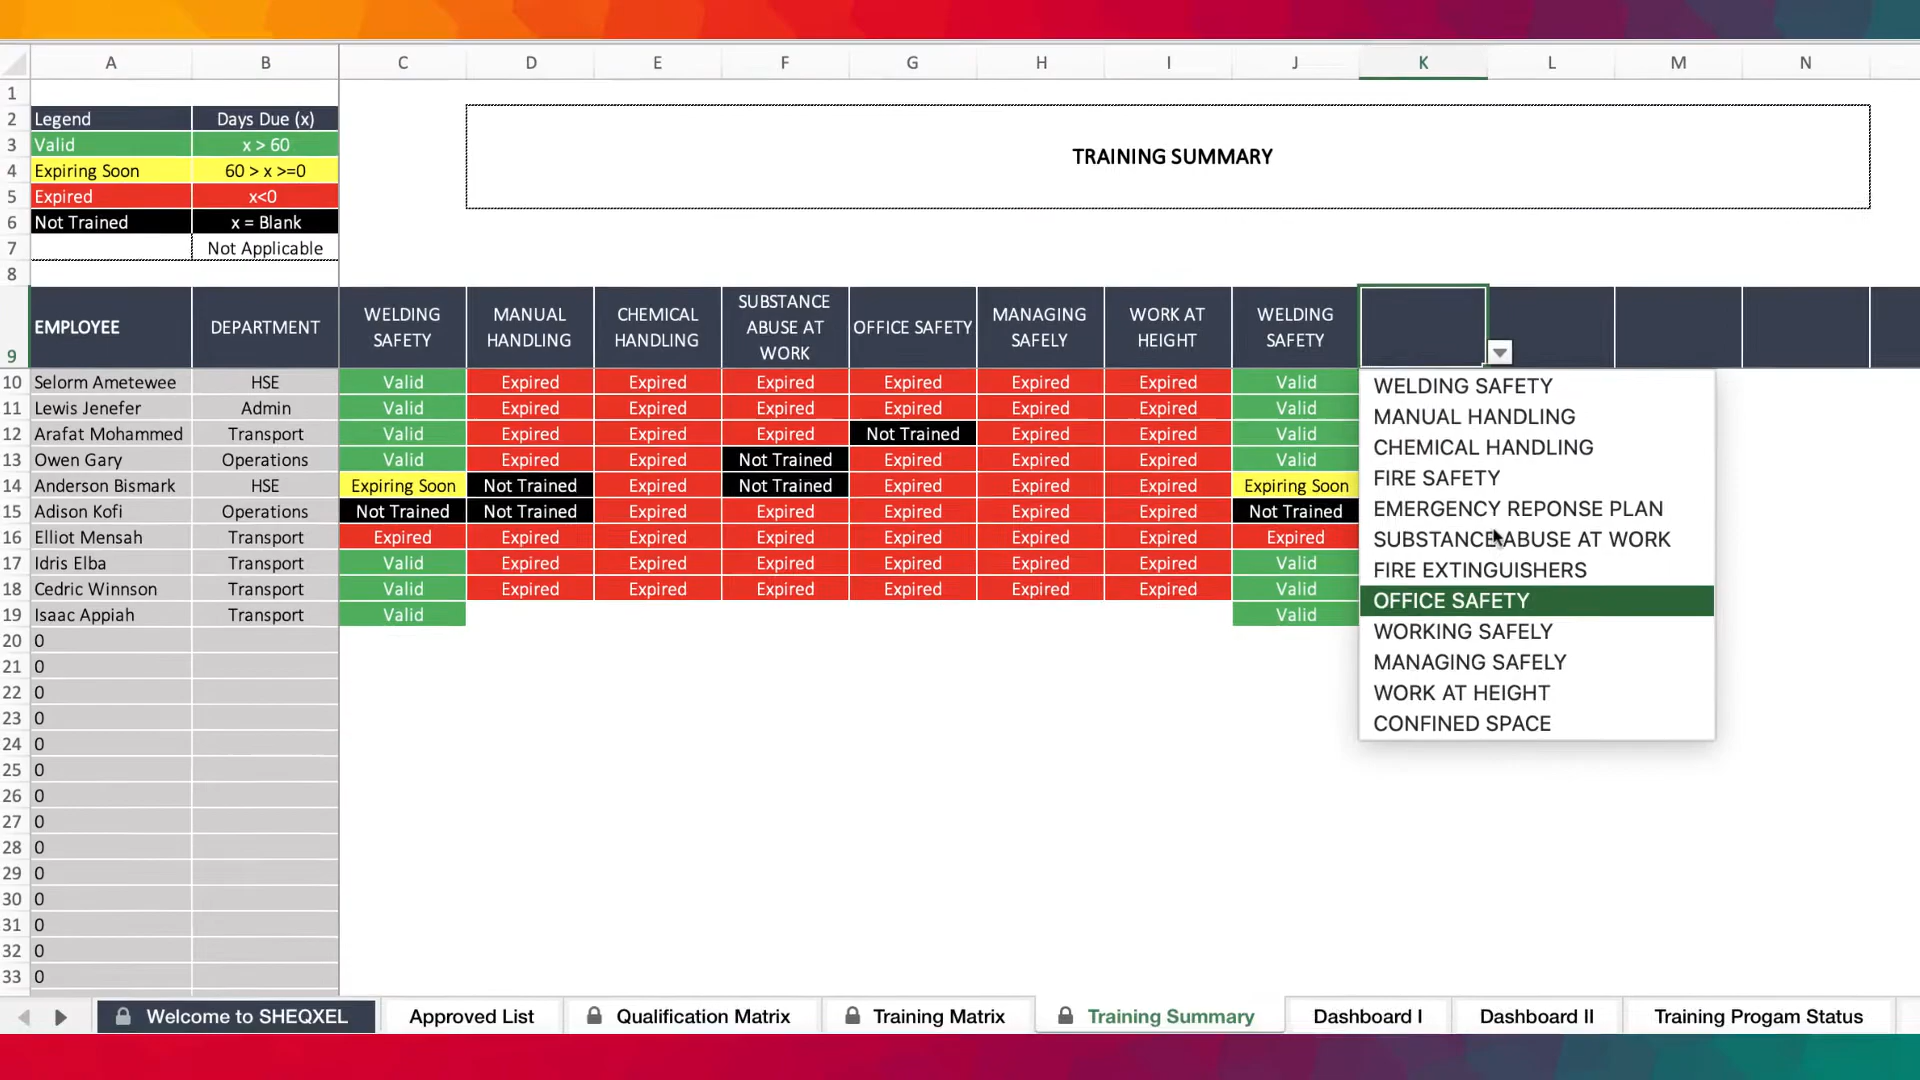 A B C D E F G H I J K L M N
1
2 Legend Days Due (x)
3 Valid x > 60
TRAINING SUMMARY
4 Expiring Soon 60 > x >=0
5 Expired x<0
6 Not Trained x = Blank
7 Not Applicable
8
9 EMPLOYEE DEPARTMENT WELDING SAFETY MANUAL HANDLING CHEMICAL HANDLING SUBSTANCE ABUSE AT WORK OFFICE SAFETY MANAGING SAFELY WORK AT HEIGHT WELDING SAFETY
10 Selorm Ametewee HSE Valid Expired Expired Expired Expired Expired Expired Valid
11 Lewis Jenefer Admin Valid Expired Expired Expired Expired Expired Expired Valid
12 Arafat Mohammed Transport Valid Expired Expired Expired Not Trained Expired Expired Valid
13 Owen Gary Operations Valid Expired Expired Not Trained Expired Expired Expired Valid
14 Anderson Bismark HSE Expiring Soon Not Trained Expired Not Trained Expired Expired Expired Expiring Soon
15 Adison Kofi Operations Not Trained Not Trained Expired Expired Expired Expired Expired Not Trained
16 Elliot Mensah Transport Expired Expired Expired Expired Expired Expired Expired Expired
17 Idris Elba Transport Valid Expired Expired Expired Expired Expired Expired Valid
18 Cedric Winnson Transport Valid Expired Expired Expired Expired Expired Expired Valid
19 Isaac Appiah Transport Valid Valid
20 0
21 0
22 0
23 0
24 0
25 0
26 0
27 0
28 0
29 0
30 0
31 0
32 0
33 0
WELDING SAFETY
MANUAL HANDLING
CHEMICAL HANDLING
FIRE SAFETY
EMERGENCY REPONSE PLAN
SUBSTANCE ABUSE AT WORK
FIRE EXTINGUISHERS
OFFICE SAFETY
WORKING SAFELY
MANAGING SAFELY
WORK AT HEIGHT
CONFINED SPACE
Welcome to SHEQXEL Approved List Qualification Matrix Training Matrix Training Summary Dashboard I Dashboard II Training Progam Status